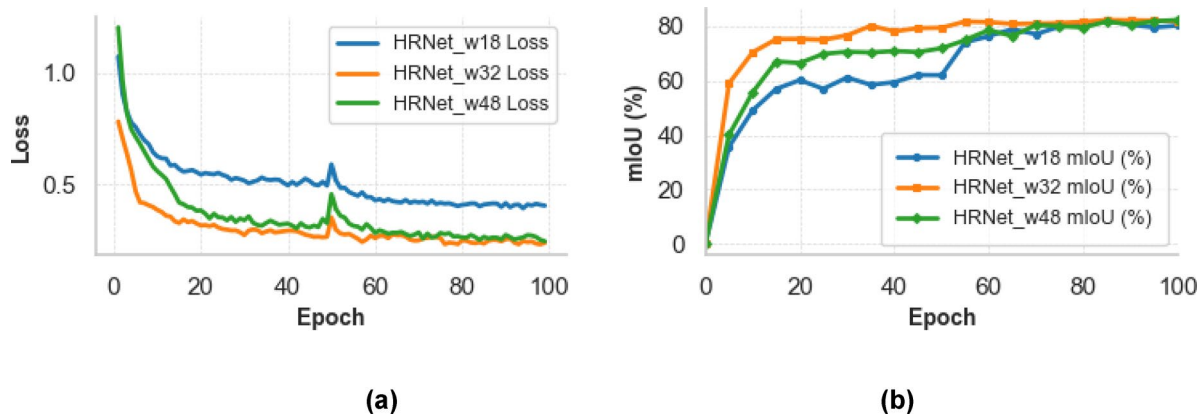 1.0
0.5
Loss
0
20
40
60
80
100
Epoch
HRNet_w18 Loss
HRNet_w32 Loss
HRNet_w48 Loss
(a)
80
60
40
80
0
mIoU (%)
0
20
40
60
80
100
Epoch
HRNet_w18 mIoU (%)
HRNet_w32 mIoU (%)
HRNet_w48 mIoU (%)
(b)